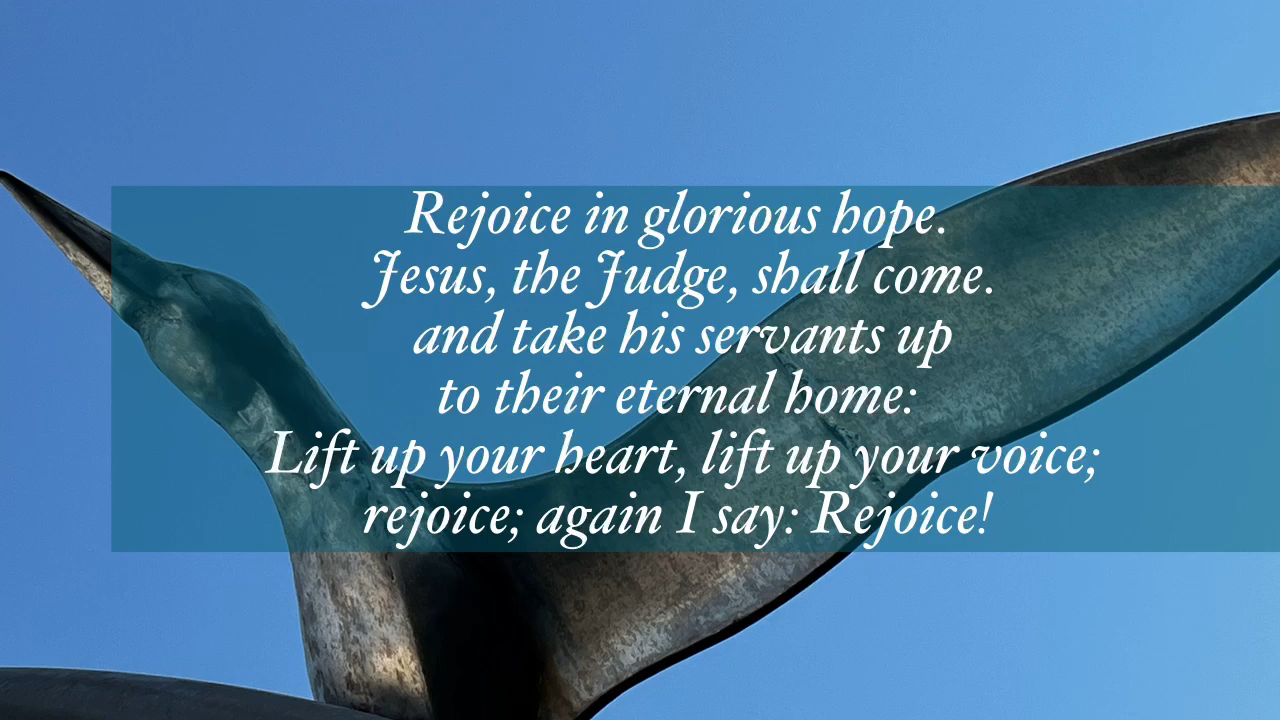 Rejoice in glorious hope.
Jesus, the Judge, shall come.
and take his servants up
to their eternal home:
Lift up your heart, lift up your voice;
rejoice; again I say: Rejoice!